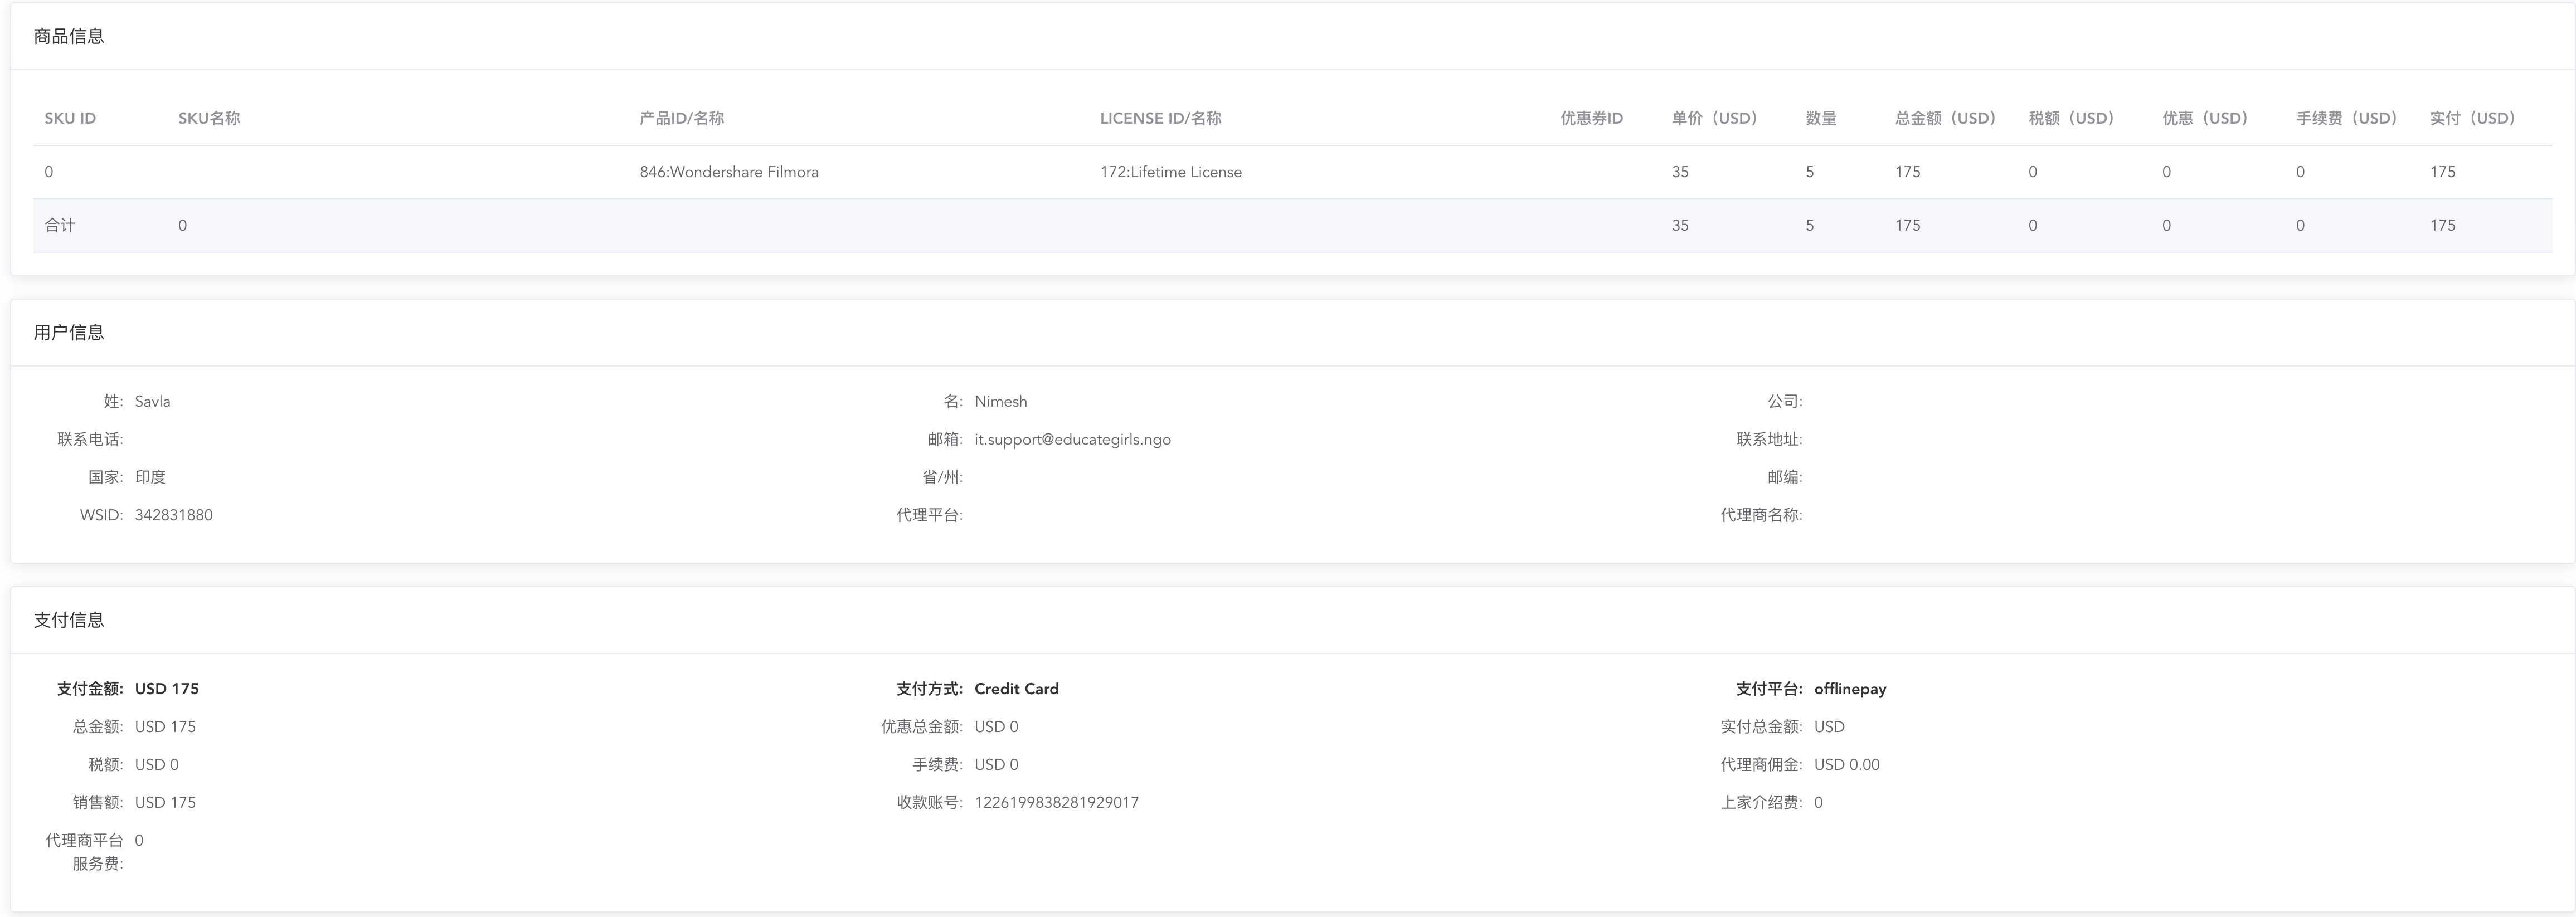 商品信息
SKU ID SKU名称 产品ID/名称 LICENSE ID/名称 优惠券ID 单价（USD） 数量 总金额（USD） 税额（USD） 优惠（USD） 手续费（USD） 实付（USD）
0 846:Wondershare Filmora 172:Lifetime License 35 5 175 0 0 0 175
合计 0 35 5 175 0 0 0 175
用户信息
姓: Savla 名: Nimesh 公司:
联系电话: 邮箱: it.support@educategirls.ngo 联系地址:
国家: 印度 省/州: 邮编:
WSID: 342831880 代理平台: 代理商名称:
支付信息
支付金额: USD 175 支付方式: Credit Card 支付平台: offlinepay
总金额: USD 175 优惠总金额: USD 0 实付总金额: USD
税额: USD 0 手续费: USD 0 代理商佣金: USD 0.00
销售额: USD 175 收款账号: 1226199838281929017 上家介绍费: 0
代理商平台 0
服务费: